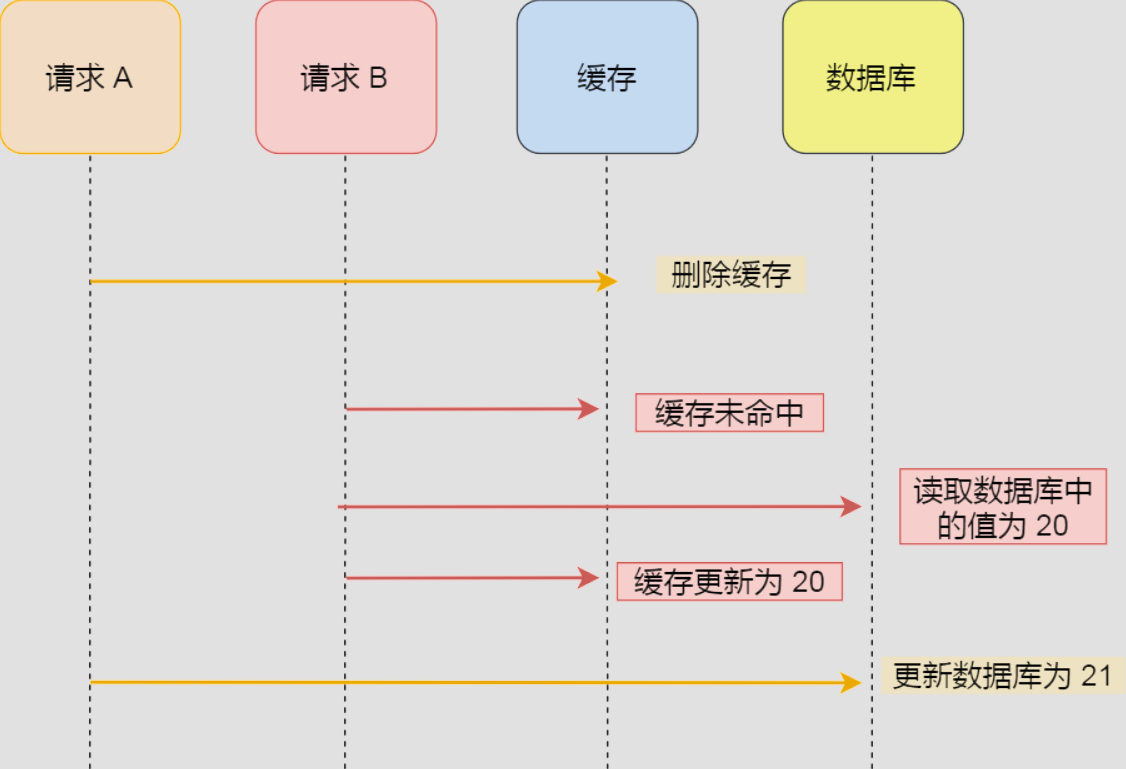 请求 A
请求 B
缓存
数据库
删除缓存
缓存未命中
读取数据库中
的值为 20
缓存更新为 20
更新数据库为 21